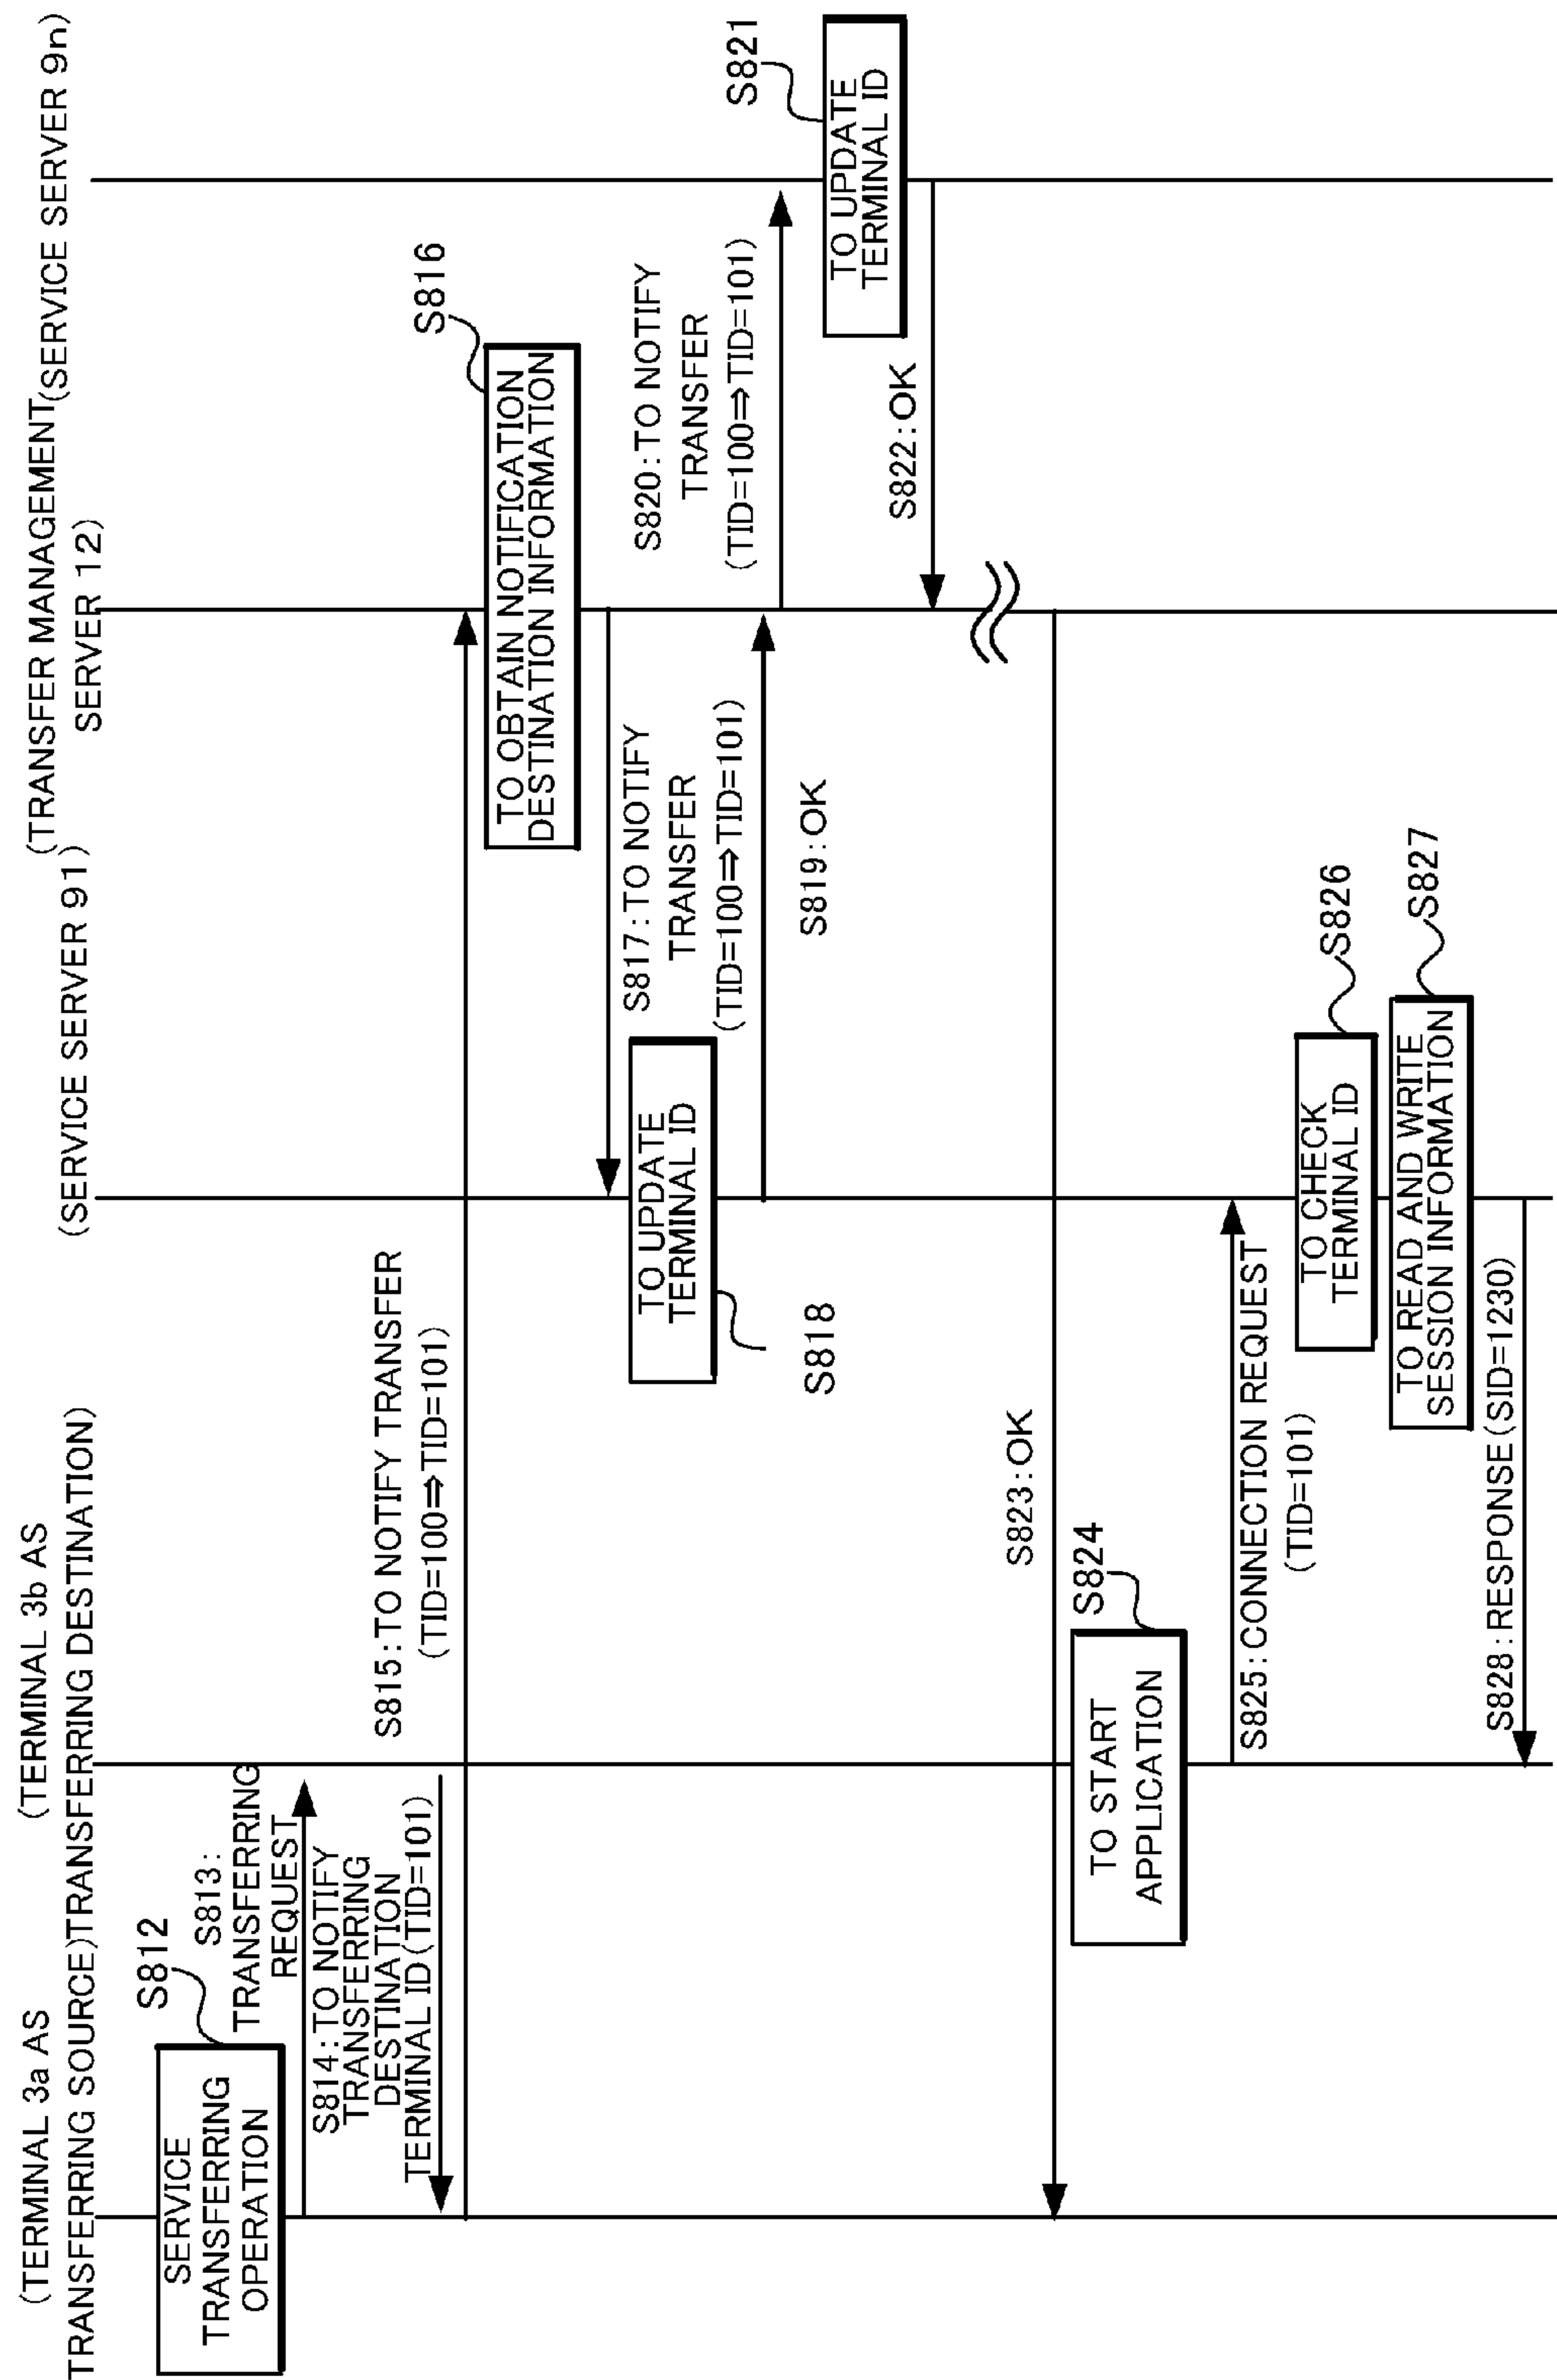 (TERMINAL 3a AS
TRANSFERRING SOURCE)
(TERMINAL 3b AS
TRANSFERRING DESTINATION)
(SERVICE SERVER 91)
(TRANSFER MANAGEMENT
SERVER 12)
(SERVICE SERVER 9n)
SERVICE
TRANSFERRING
OPERATION
S812
S813:
TRANSFERRING
REQUEST
S814:TO NOTIFY
TRANSFERRING
DESTINATION
TERMINAL ID(TID=101)
S815:TO NOTIFY TRANSFER
(TID=100⇒TID=101)
S816
TO OBTAIN NOTIFICATION
DESTINATION INFORMATION
S817:TO NOTIFY
TRANSFER
(TID=100⇒TID=101)
TO UPDATE
TERMINAL ID
S818
S819:OK
S820:TO NOTIFY
TRANSFER
(TID=100⇒TID=101)
S821
TO UPDATE
TERMINAL ID
S822:OK
S823:OK
S824
TO START
APPLICATION
S825:CONNECTION REQUEST
(TID=101)
TO CHECK
TERMINAL ID
S826
TO READ AND WRITE
SESSION INFORMATION
S827
S828:RESPONSE(SID=1230)